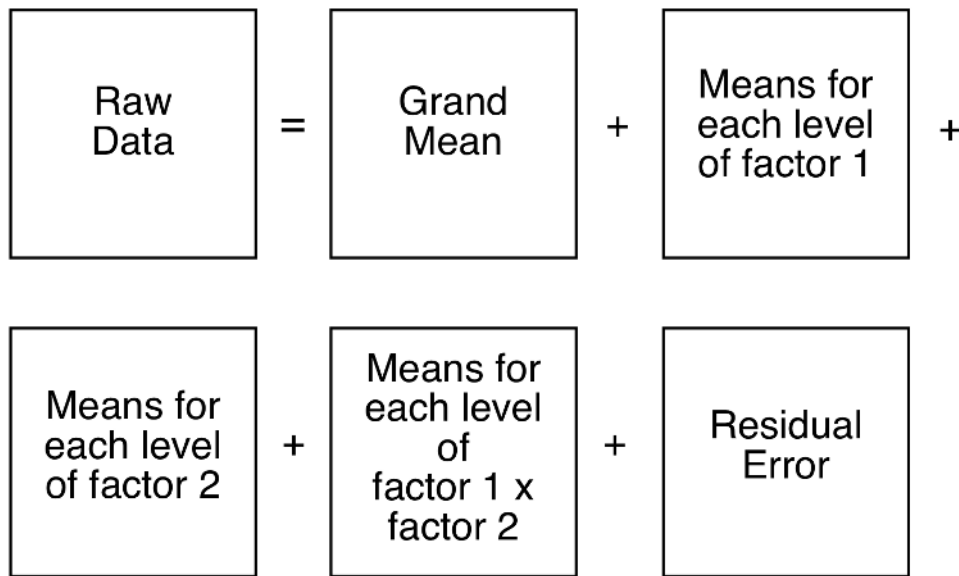 Raw
Data
=
Grand
Mean
+
Means for
each level
of factor 1
+
Means for
each level
of factor 2
+
Means for
each level
of
factor 1 x
factor 2
+
Residual
Error